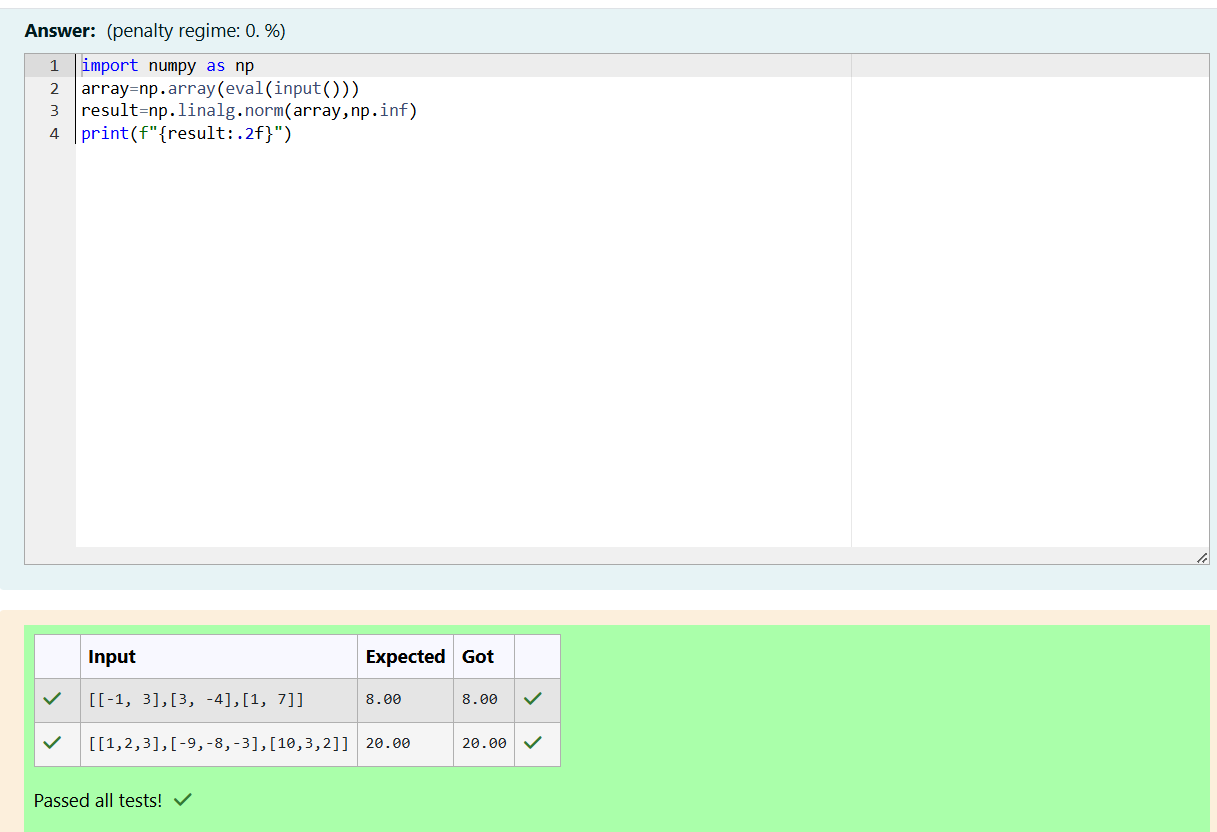 Answer: (penalty regime: 0. %)
1 import numpy as np
2 array=np.array(eval(input()))
3 result=np.linalg.norm(array,np.inf)
4 print(f"{result:.2f}")
Input Expected Got
[[-1, 3],[3, -4],[1, 7]] 8.00 8.00
[[1,2,3],[-9,-8,-3],[10,3,2]] 20.00 20.00
Passed all tests!